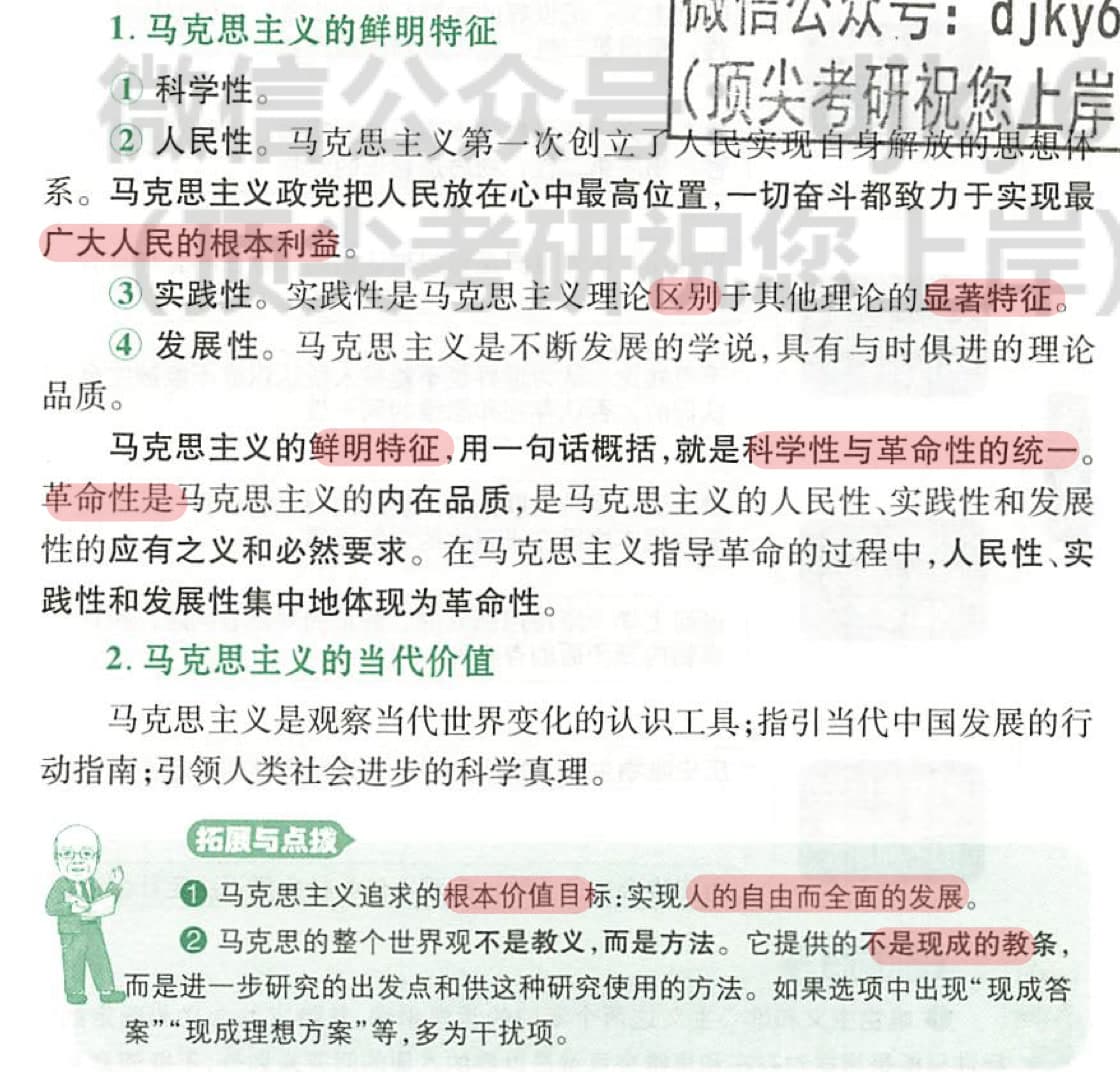 微信公众号：djky6
(顶尖考研祝您上岸
1. 马克思主义的鲜明特征
① 科学性。
② 人民性。马克思主义第一次创立了人民实现自身解放的思想体
系。马克思主义政党把人民放在心中最高位置,一切奋斗都致力于实现最
广大人民的根本利益。
③ 实践性。实践性是马克思主义理论区别于其他理论的显著特征。
④ 发展性。马克思主义是不断发展的学说,具有与时俱进的理论
品质。
马克思主义的鲜明特征,用一句话概括,就是科学性与革命性的统一。
革命性是马克思主义的内在品质,是马克思主义的人民性、实践性和发展
性的应有之义和必然要求。在马克思主义指导革命的过程中,人民性、实
践性和发展性集中地体现为革命性。
2. 马克思主义的当代价值
马克思主义是观察当代世界变化的认识工具;指引当代中国发展的行
动指南;引领人类社会进步的科学真理。
拓展与点拨
❶ 马克思主义追求的根本价值目标:实现人的自由而全面的发展。
❷ 马克思的整个世界观不是教义,而是方法。它提供的不是现成的教条,
而是进一步研究的出发点和供这种研究使用的方法。如果选项中出现“现成答
案”“现成理想方案”等,多为干扰项。
微信公众号
(顶尖考研祝您上岸)